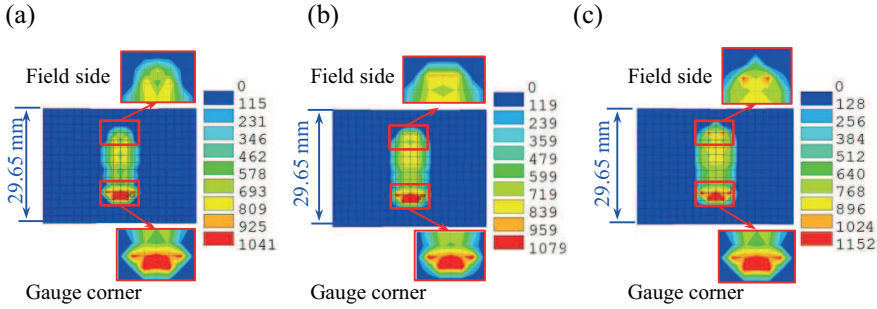 (a)
Field side
29.65 mm
0
115
231
346
462
578
693
809
925
1041
Gauge corner
(b)
Field side
29.65 mm
0
119
239
359
479
599
719
839
959
1079
Gauge corner
(c)
Field side
29.65 mm
0
128
256
384
512
640
768
896
1024
1152
Gauge corner